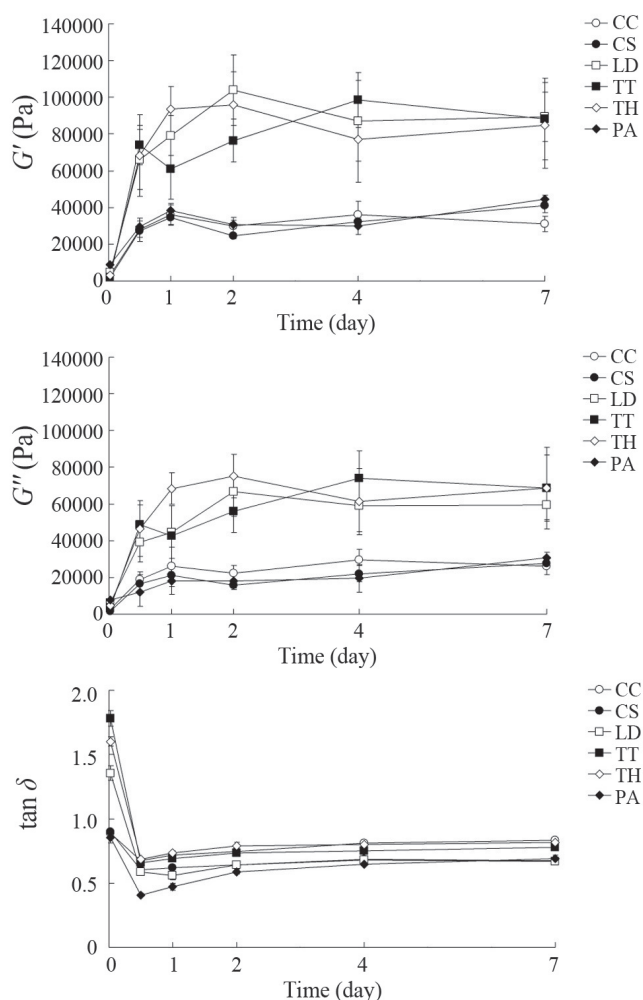 140000
120000
100000
80000
60000
40000
20000
0
G′ (Pa)
0 1 2 4 7
Time (day)
CC
CS
LD
TT
TH
PA
140000
120000
100000
80000
60000
40000
20000
0
G″ (Pa)
0 1 2 4 7
Time (day)
CC
CS
LD
TT
TH
PA
2.0
1.5
1.0
0.5
0
tan δ
0 1 2 4 7
Time (day)
CC
CS
LD
TT
TH
PA